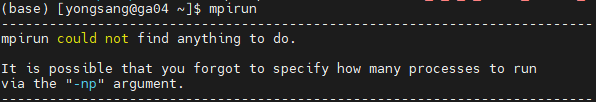 (base) [yongsang@ga04 ~]$ mpirun
--------------------------------------------------------------------------
mpirun could not find anything to do.

It is possible that you forgot to specify how many processes to run
via the "-np" argument.
--------------------------------------------------------------------------